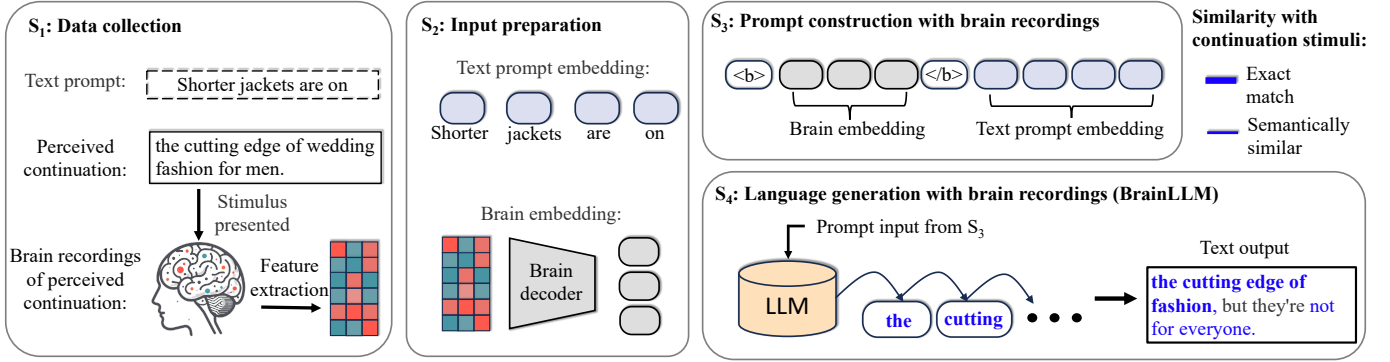 S1: Data collection
Text prompt:
Shorter jackets are on
Perceived
continuation:
the cutting edge of wedding
fashion for men.
Stimulus
presented
Brain recordings
of perceived
continuation:
Feature
extraction
S2: Input preparation
Text prompt embedding:
Shorter jackets are on
Brain embedding:
Brain
decoder
S3: Prompt construction with brain recordings
<b> </b>
Brain embedding Text prompt embedding
Similarity with
continuation stimuli:
Exact
match
Semantically
similar
S4: Language generation with brain recordings (BrainLLM)
Prompt input from S3
LLM
the cutting
Text output
the cutting edge of
fashion, but they're not
for everyone.